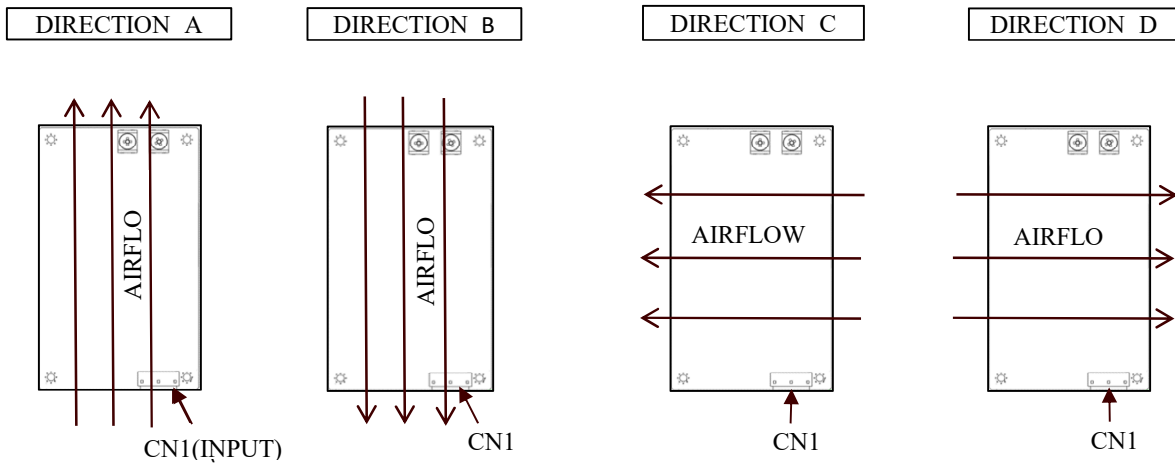 DIRECTION A
DIRECTION B
DIRECTION C
DIRECTION D
AIRFLO
AIRFLO
AIRFLOW
AIRFLO
CN1(INPUT)
CN1
CN1
CN1